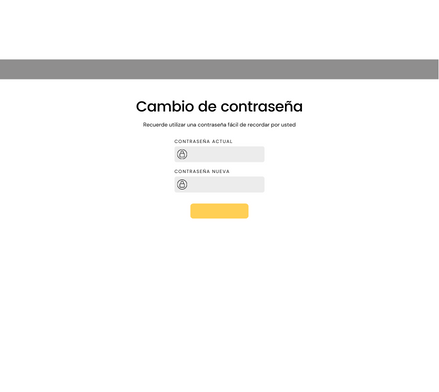 Cambio de contraseña
Recuerde utilizar una contraseña fácil de recordar por usted
CONTRASEÑA ACTUAL
CONTRASEÑA NUEVA